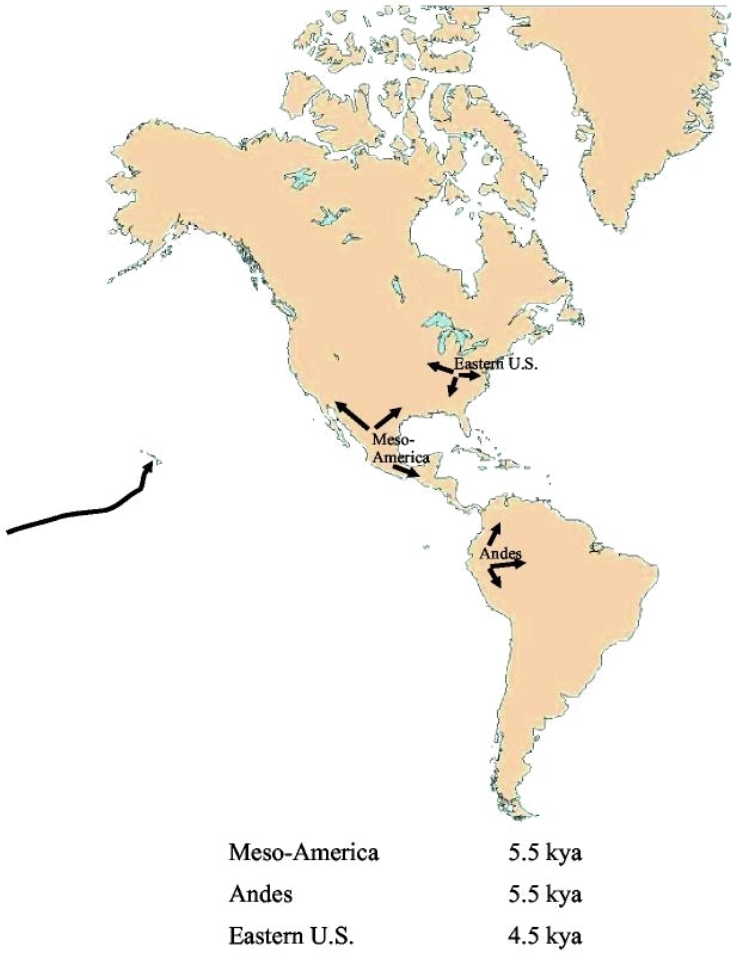 Eastern U.S.
Meso-
America
Andes
Meso-America 5.5 kya
Andes 5.5 kya
Eastern U.S. 4.5 kya